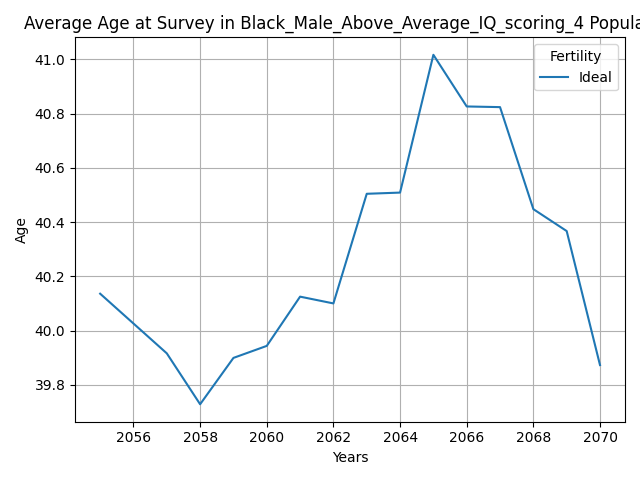 Average Age at Survey in Black_Male_Above_Average_IQ_scoring_4 Popula
Fertility
Ideal
41.0
40.8
40.6
40.4
40.2
40.0
39.8
Age
2056 2058 2060 2062 2064 2066 2068 2070
Years